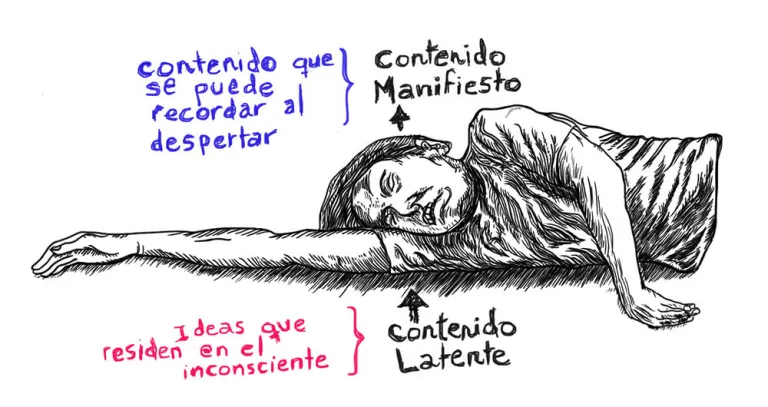 contenido que
se puede
recordar al
despertar
Contenido
Manifiesto
Ideas que
residen en el
inconsciente
Contenido
Latente